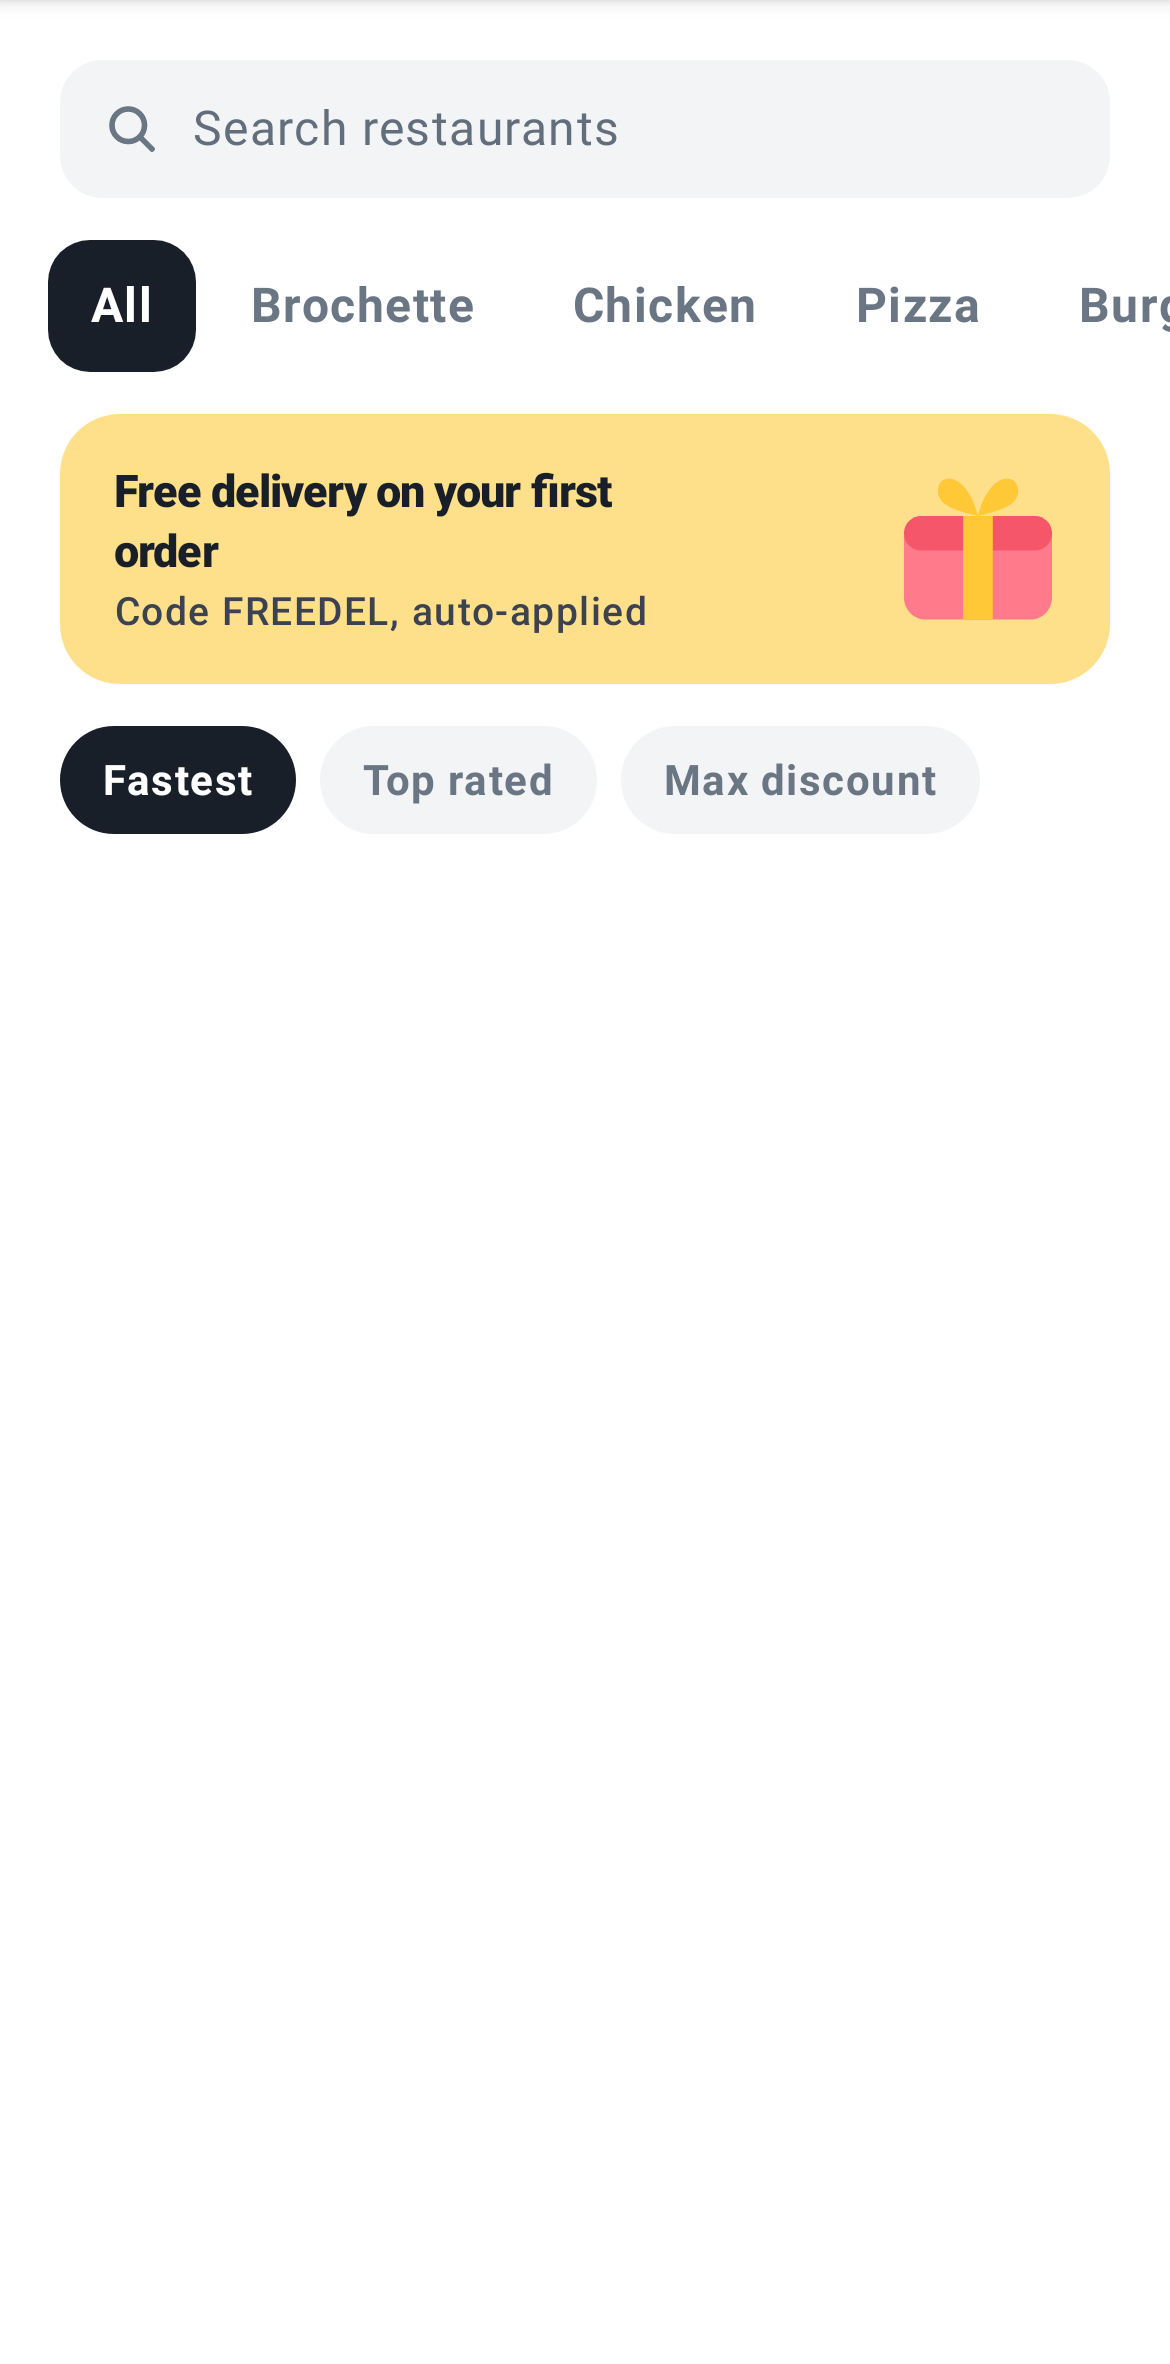 Search restaurants
All Brochette Chicken Pizza Burg
Free delivery on your first
order
Code FREEDEL, auto-applied
Fastest Top rated Max discount